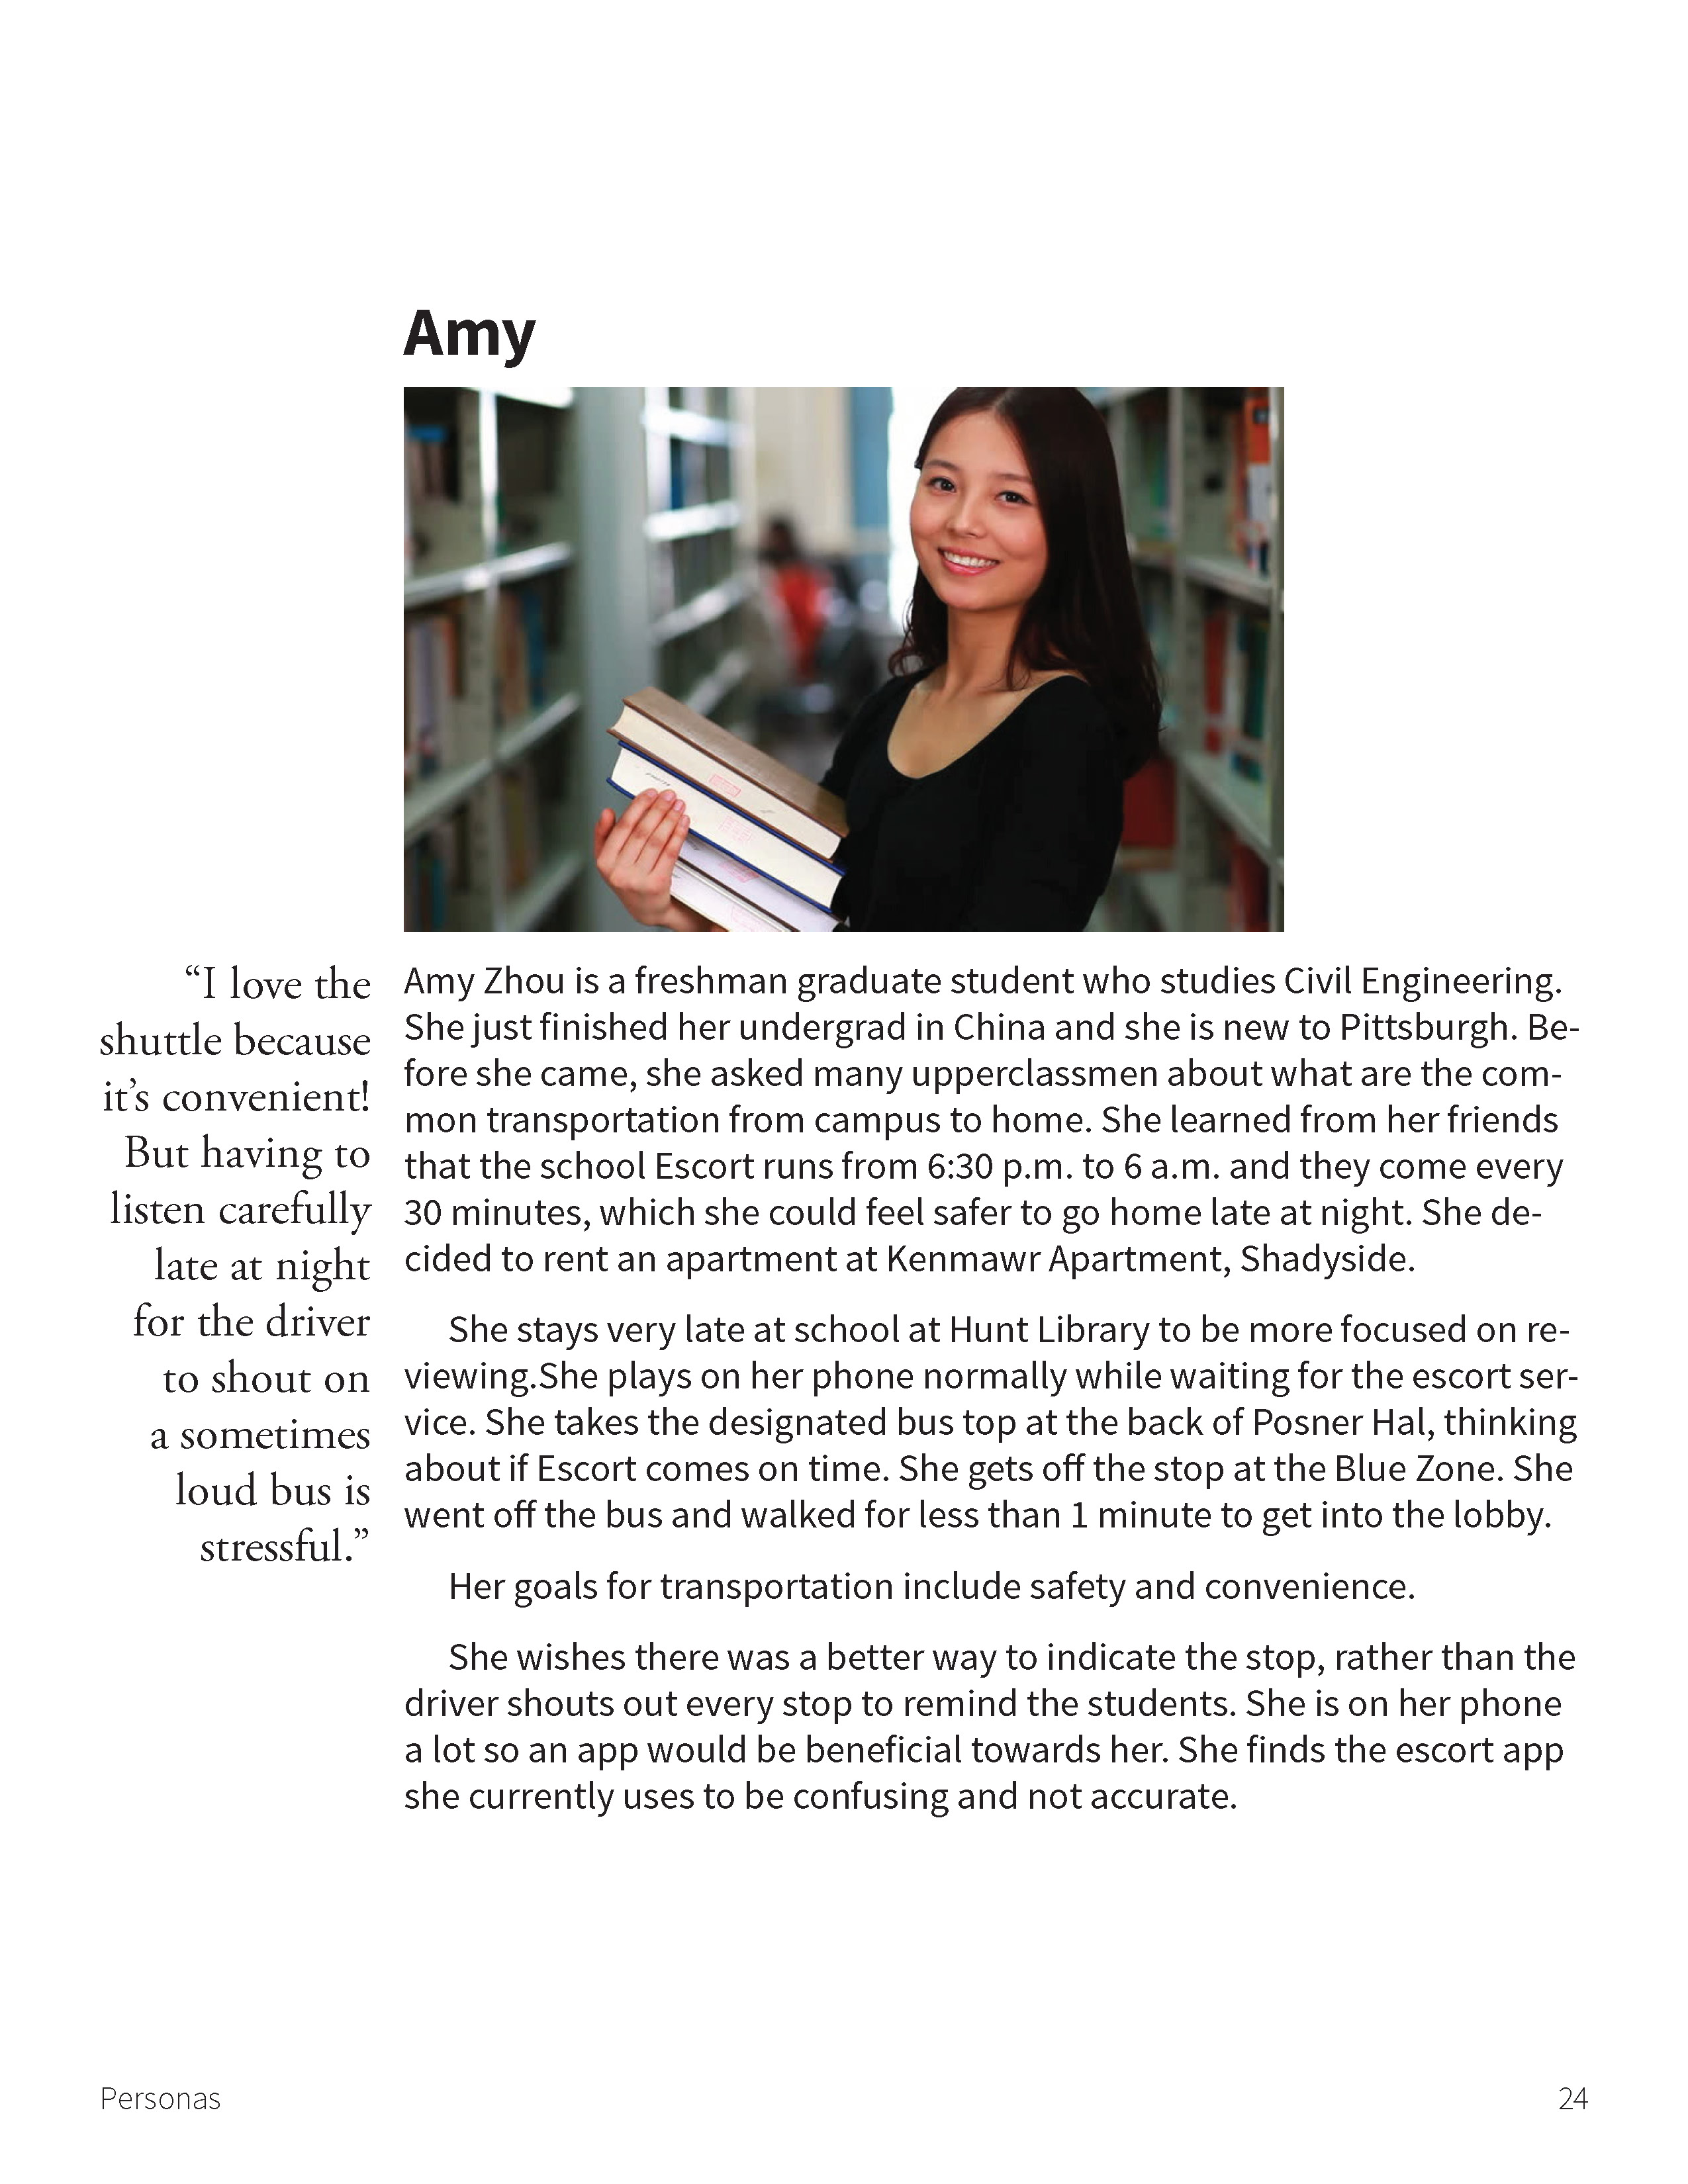 Amy
“I love the
shuttle because
it’s convenient!
But having to
listen carefully
late at night
for the driver
to shout on
a sometimes
loud bus is
stressful.”
Amy Zhou is a freshman graduate student who studies Civil Engineering.
She just finished her undergrad in China and she is new to Pittsburgh. Be-
fore she came, she asked many upperclassmen about what are the com-
mon transportation from campus to home. She learned from her friends
that the school Escort runs from 6:30 p.m. to 6 a.m. and they come every
30 minutes, which she could feel safer to go home late at night. She de-
cided to rent an apartment at Kenmawr Apartment, Shadyside.
She stays very late at school at Hunt Library to be more focused on re-
viewing.She plays on her phone normally while waiting for the escort ser-
vice. She takes the designated bus top at the back of Posner Hal, thinking
about if Escort comes on time. She gets off the stop at the Blue Zone. She
went off the bus and walked for less than 1 minute to get into the lobby.
Her goals for transportation include safety and convenience.
She wishes there was a better way to indicate the stop, rather than the
driver shouts out every stop to remind the students. She is on her phone
a lot so an app would be beneficial towards her. She finds the escort app
she currently uses to be confusing and not accurate.
Personas
24